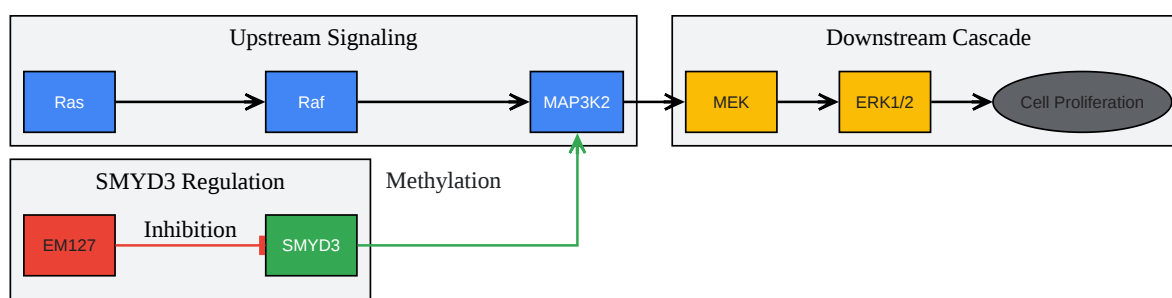 Upstream Signaling
Ras
Raf
MAP3K2
Downstream Cascade
MEK
ERK1/2
Cell Proliferation
SMYD3 Regulation
EM127
Inhibition
SMYD3
Methylation